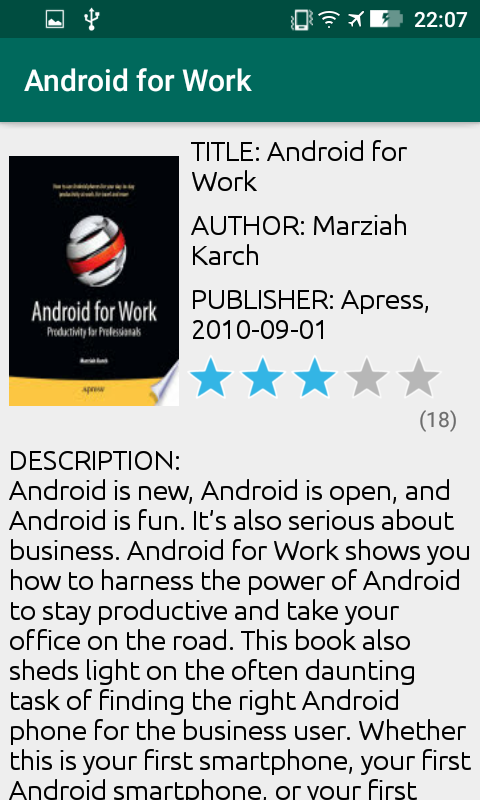 22:07
Android for Work
TITLE: Android for
Work
AUTHOR: Marziah
Karch
PUBLISHER: Apress,
2010-09-01
(18)
How to use Android phones for your day-to-day
productivity at work, for travel and more
Android for Work
Productivity for Professionals
Marziah Karch
Apress
DESCRIPTION:
Android is new, Android is open, and
Android is fun. It’s also serious about
business. Android for Work shows you
how to harness the power of Android
to stay productive and take your
office on the road. This book also
sheds light on the often daunting
task of finding the right Android
phone for the business user. Whether
this is your first smartphone, your first
Android smartphone, or your first